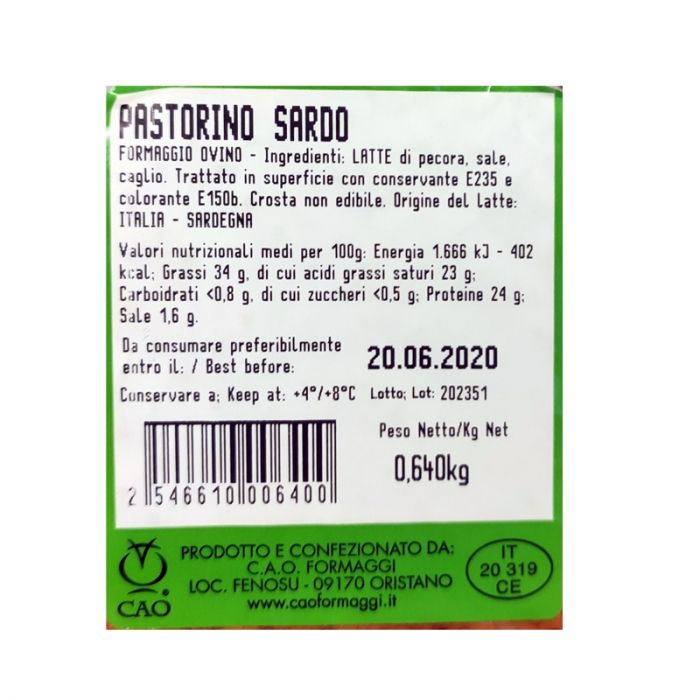 PASTORINO SARDO
FORMAGGIO OVINO - Ingredienti: LATTE di pecora, sale,
caglio. Trattato in superficie con conservante E235 e
colorante E150b. Crosta non edibile. Origine del latte:
ITALIA - SARDEGNA
Valori nutrizionali medi per 100g: Energia 1.666 kJ - 402
kcal; Grassi 34 g, di cui acidi grassi saturi 23 g;
Carboidrati <0,8 g, di cui zuccheri <0,5 g; Proteine 24 g;
Sale 1,6 g.
Da consumare preferibilmente
entro il: / Best before:
20.06.2020
Conservare a; Keep at: +4°/+8°C Lotto; Lot: 202351
Peso Netto/Kg Net
0,640kg
2 546610 006400
PRODOTTO E CONFEZIONATO DA:
C.A.O. FORMAGGI
LOC. FENOSU - 09170 ORISTANO
www.caoformaggi.it
CAO®
IT
20 319
CE